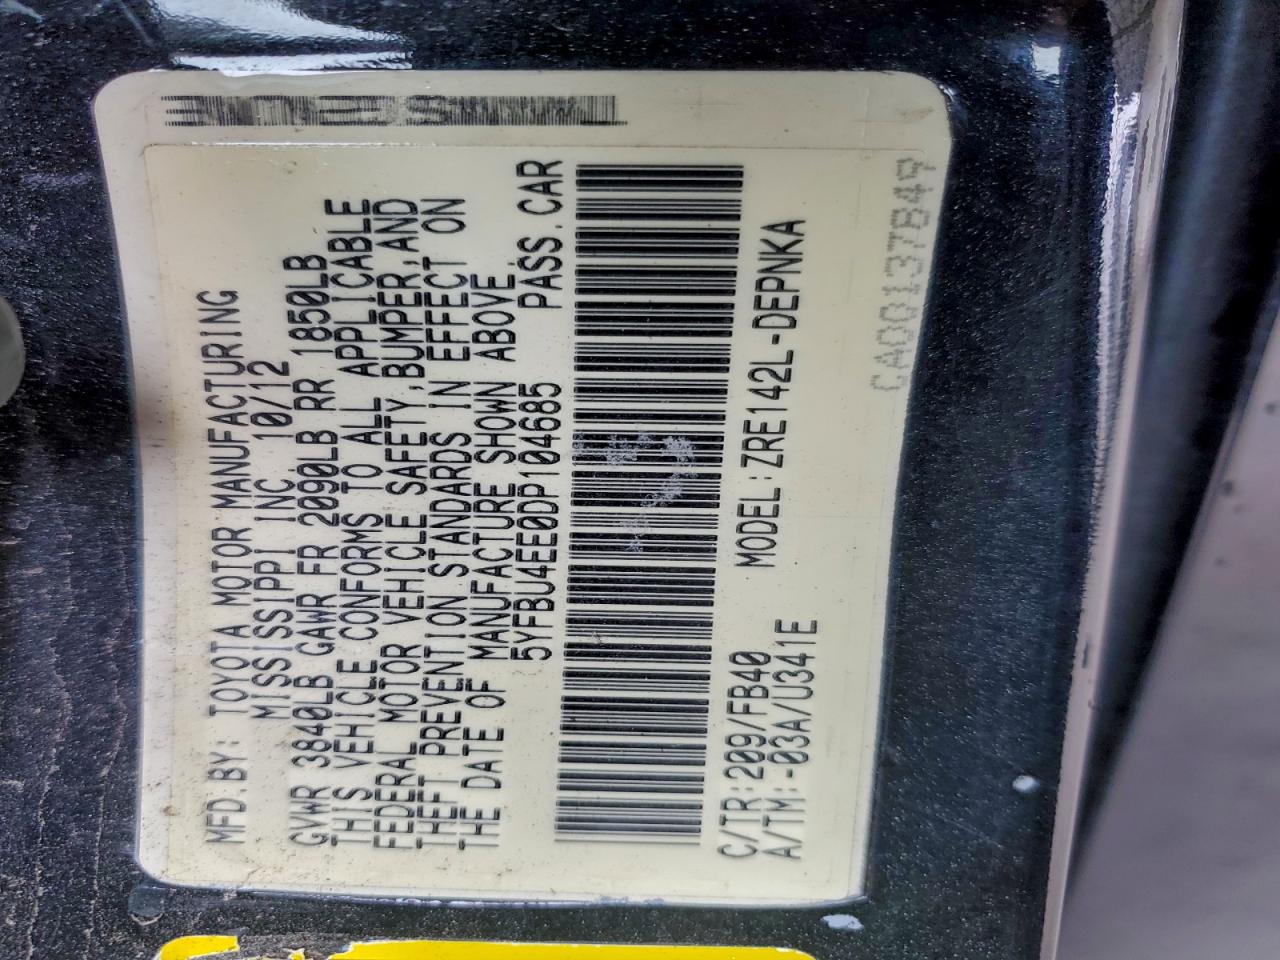 MFD.BY: TOYOTA MOTOR MANUFACTURING
MISSISSIPPI INC. 10/12
GVWR 3840LB GAWR FR 2090LB RR 1850LB
THIS VEHICLE CONFORMS TO ALL APPLICABLE
FEDERAL MOTOR VEHICLE SAFETY,BUMPER,AND
THEFT PREVENTION STANDARDS IN EFFECT ON
THE DATE OF MANUFACTURE SHOWN ABOVE.
5YFBU4EE0DP104685 PASS.CAR
C/TR:209/FB40 MODEL:ZRE142L-DEPNKA
A/TM:-03A/U341E
CA00137849